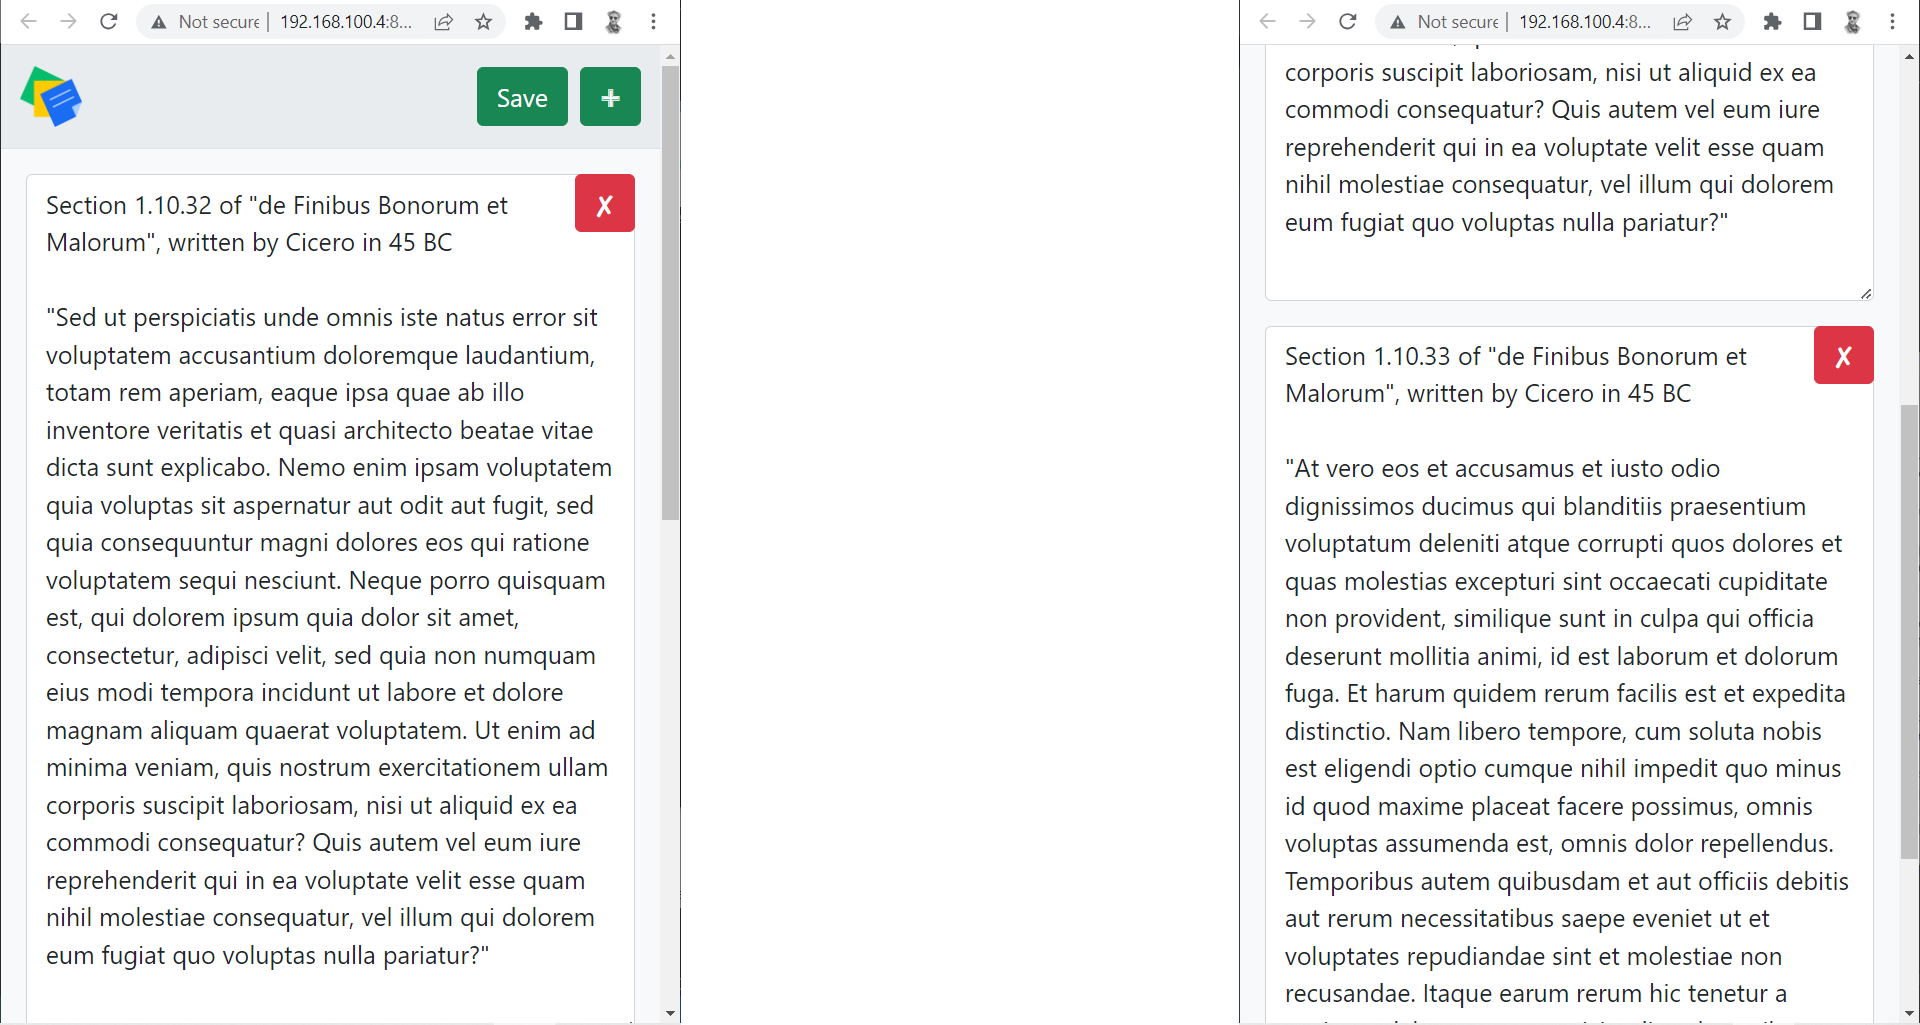 Not secure | 192.168.100.4:8...
Save +
Section 1.10.32 of "de Finibus Bonorum et
Malorum", written by Cicero in 45 BC
"Sed ut perspiciatis unde omnis iste natus error sit
voluptatem accusantium doloremque laudantium,
totam rem aperiam, eaque ipsa quae ab illo
inventore veritatis et quasi architecto beatae vitae
dicta sunt explicabo. Nemo enim ipsam voluptatem
quia voluptas sit aspernatur aut odit aut fugit, sed
quia consequuntur magni dolores eos qui ratione
voluptatem sequi nesciunt. Neque porro quisquam
est, qui dolorem ipsum quia dolor sit amet,
consectetur, adipisci velit, sed quia non numquam
eius modi tempora incidunt ut labore et dolore
magnam aliquam quaerat voluptatem. Ut enim ad
minima veniam, quis nostrum exercitationem ullam
corporis suscipit laboriosam, nisi ut aliquid ex ea
commodi consequatur? Quis autem vel eum iure
reprehenderit qui in ea voluptate velit esse quam
nihil molestiae consequatur, vel illum qui dolorem
eum fugiat quo voluptas nulla pariatur?"
Not secure | 192.168.100.4:8...
corporis suscipit laboriosam, nisi ut aliquid ex ea
commodi consequatur? Quis autem vel eum iure
reprehenderit qui in ea voluptate velit esse quam
nihil molestiae consequatur, vel illum qui dolorem
eum fugiat quo voluptas nulla pariatur?"
Section 1.10.33 of "de Finibus Bonorum et
Malorum", written by Cicero in 45 BC
"At vero eos et accusamus et iusto odio
dignissimos ducimus qui blanditiis praesentium
voluptatum deleniti atque corrupti quos dolores et
quas molestias excepturi sint occaecati cupiditate
non provident, similique sunt in culpa qui officia
deserunt mollitia animi, id est laborum et dolorum
fuga. Et harum quidem rerum facilis est et expedita
distinctio. Nam libero tempore, cum soluta nobis
est eligendi optio cumque nihil impedit quo minus
id quod maxime placeat facere possimus, omnis
voluptas assumenda est, omnis dolor repellendus.
Temporibus autem quibusdam et aut officiis debitis
aut rerum necessitatibus saepe eveniet ut et
voluptates repudiandae sint et molestiae non
recusandae. Itaque earum rerum hic tenetur a